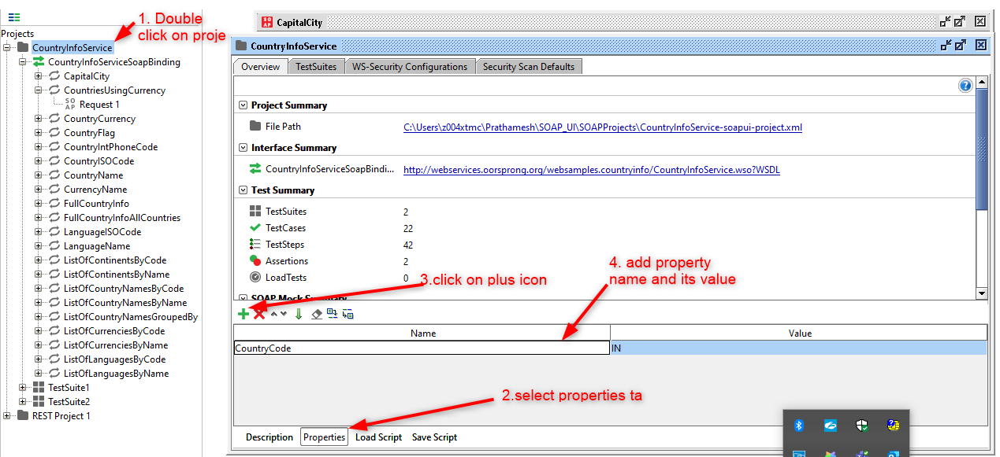 1. Double
click on proje
Projects
CountryInfoService
CountryInfoServiceSoapBinding
CapitalCity
CountriesUsingCurrency
SO
AP
Request 1
CountryCurrency
CountryFlag
CountryIntPhoneCode
CountryISOCode
CountryName
CurrencyName
FullCountryInfo
FullCountryInfoAllCountries
LanguageISOCode
LanguageName
ListOfContinentsByCode
ListOfContinentsByName
ListOfCountryNamesByCode
ListOfCountryNamesByName
ListOfCountryNamesGroupedBy
ListOfCurrenciesByCode
ListOfCurrenciesByName
ListOfLanguagesByCode
ListOfLanguagesByName
TestSuite1
TestSuite2
REST Project 1
SO
AP
CapitalCity
CountryInfoService
Overview TestSuites WS-Security Configurations Security Scan Defaults
?
Project Summary
File Path C:\Users\z004xtmc\Prathamesh\SOAP_UI\SOAPProjects\CountryInfoService-soapui-project.xml
Interface Summary
CountryInfoServiceSoapBindi... http://webservices.oorsprong.org/websamples.countryinfo/CountryInfoService.wso?WSDL
Test Summary
TestSuites 2
TestCases 22
TestSteps 42
Assertions 2
LoadTests 0
4. add property
name and its value
3.click on plus icon
SOAP Mock Summary
Name Value
CountryCode IN
2.select properties ta
Description Properties Load Script Save Script